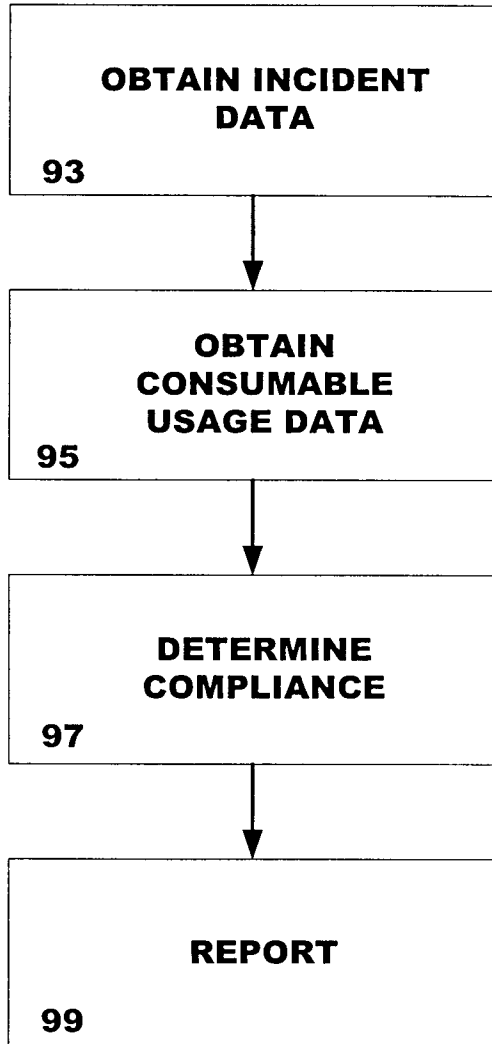 OBTAIN INCIDENT
DATA
93
OBTAIN
CONSUMABLE
USAGE DATA
95
DETERMINE
COMPLIANCE
97
REPORT
99